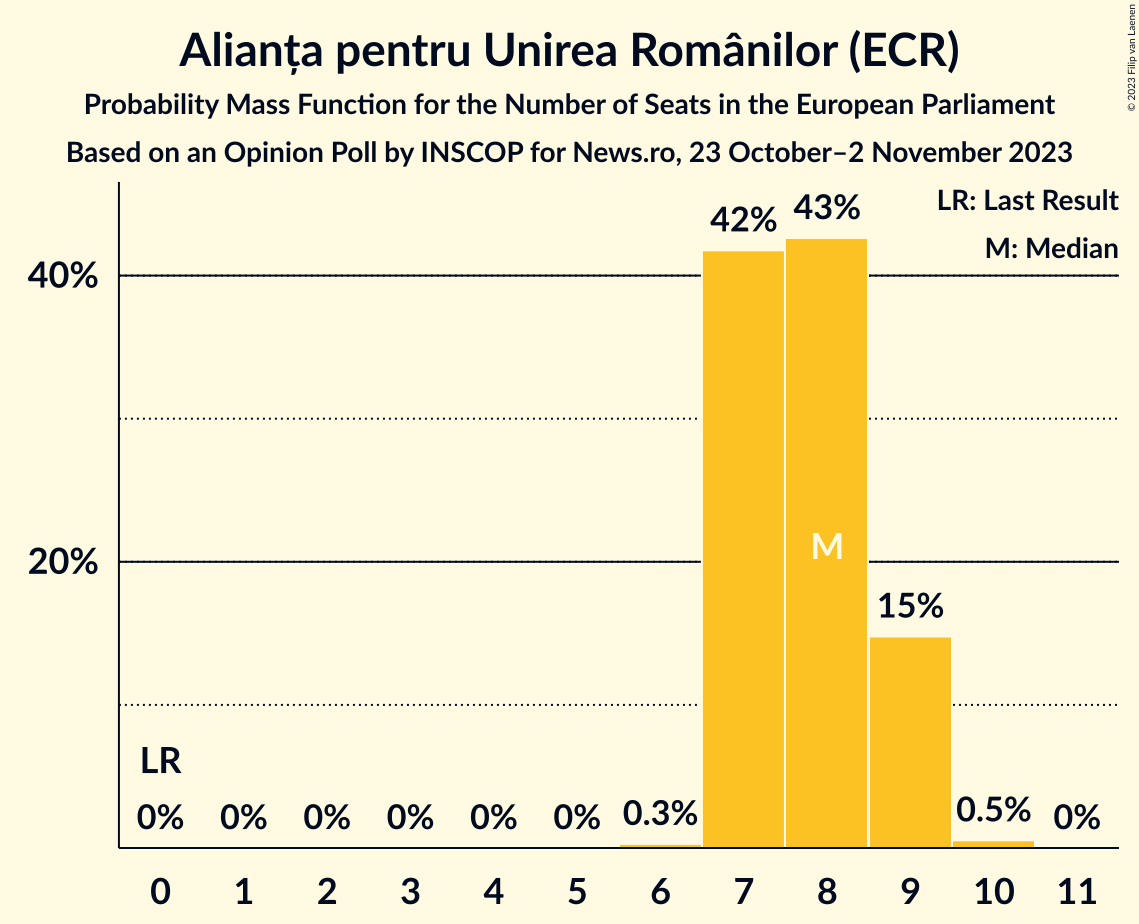 Alianța pentru Unirea Românilor (ECR)
Probability Mass Function for the Number of Seats in the European Parliament
Based on an Opinion Poll by INSCOP for News.ro, 23 October–2 November 2023
© 2023 Filip van Laenen
LR: Last Result
M: Median
42%
43%
40%
M
20%
15%
LR
0%
0%
0%
0%
0%
0%
0.3%
0.5%
0%
0 1 2 3 4 5 6 7 8 9 10 11